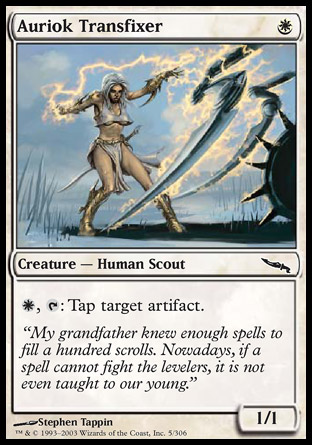 Auriok Transfixer
Creature — Human Scout
, : Tap target artifact.
"My grandfather knew enough spells to
fill a hundred scrolls. Nowadays, if a
spell cannot fight the levelers, it is not
even taught to our young."
Stephen Tappin
™ & © 1993–2003 Wizards of the Coast, Inc. 5/306
1/1